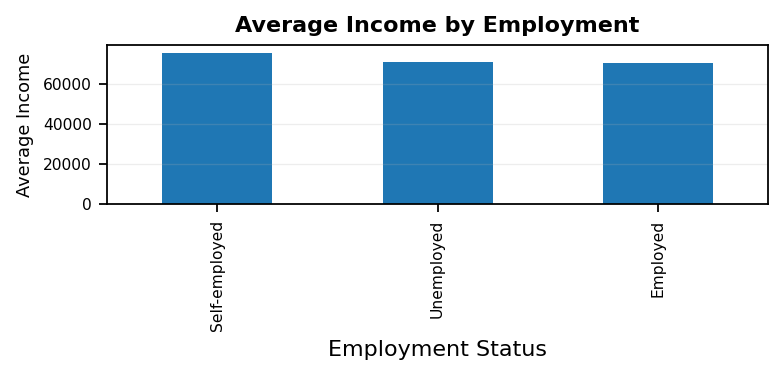 Average Income by Employment
Average Income
60000
40000
20000
0
Self-employed
Unemployed
Employed
Employment Status